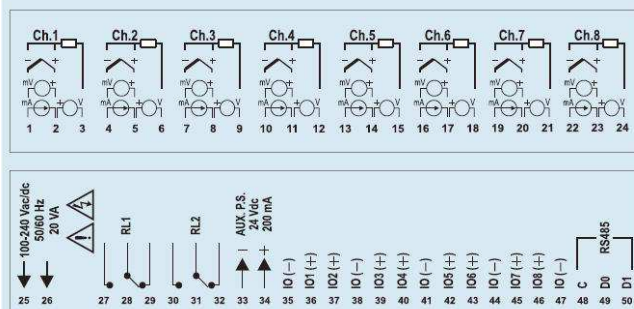 Ch.1 Ch.2 Ch.3 Ch.4 Ch.5 Ch.6 Ch.7 Ch.8
− + − + − + − + − + − + − + − +
mV mV mV mV mV mV mV mV
mA + V mA + V mA + V mA + V mA + V mA + V mA + V mA + V
1 2 3 4 5 6 7 8 9 10 11 12 13 14 15 16 17 18 19 20 21 22 23 24
100-240 Vac/dc
50/60 Hz
20 VA
RL1
RL2
AUX. P.S.
24 Vdc
200 mA
− +
IO (−)
IO1 (+)
IO2 (+)
IO (−)
IO3 (+)
IO4 (+)
IO (−)
IO5 (+)
IO6 (+)
IO (−)
IO7 (+)
IO8 (+)
IO (−)
RS485
C
D0
D1
25 26 27 28 29 30 31 32 33 34 35 36 37 38 39 40 41 42 43 44 45 46 47 48 49 50